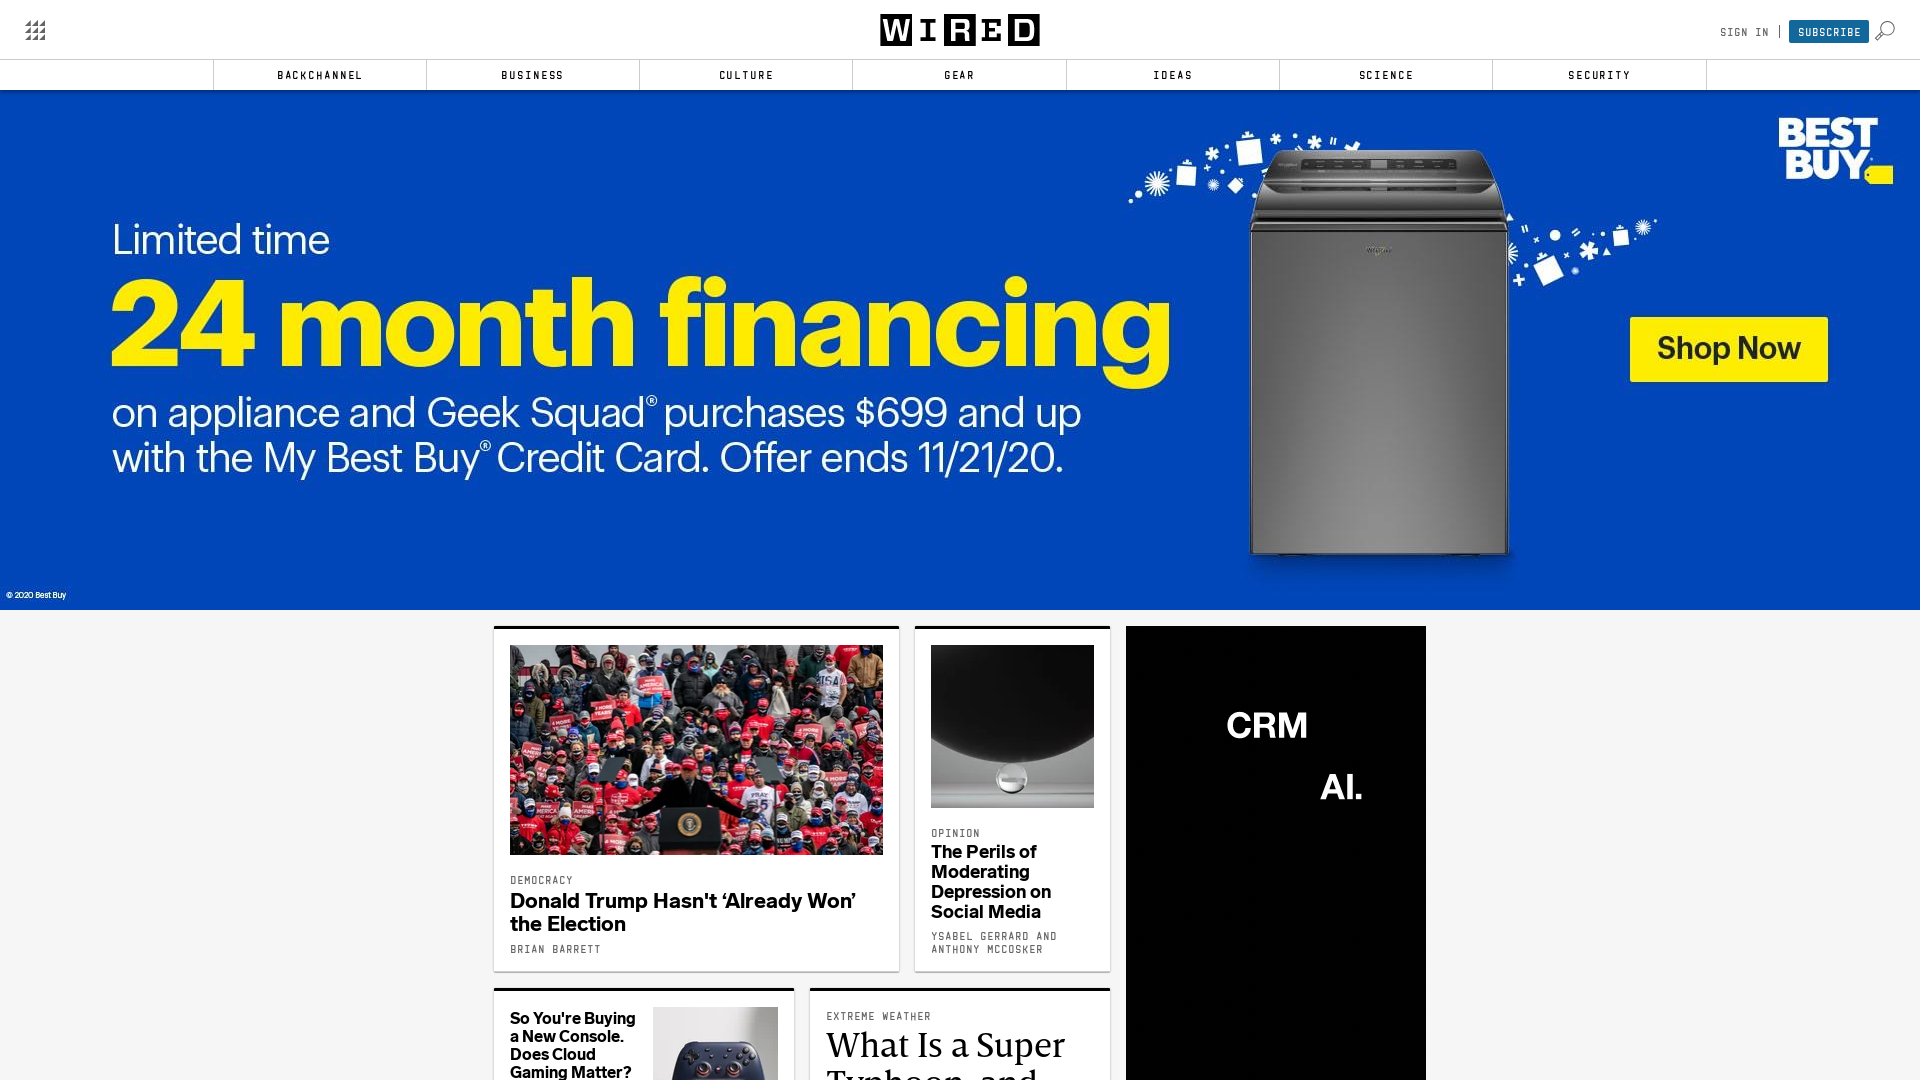 WIRED
SIGN IN
SUBSCRIBE
BACKCHANNEL
BUSINESS
CULTURE
GEAR
IDEAS
SCIENCE
SECURITY
BEST
BUY
Limited time
24 month financing
on appliance and Geek Squad® purchases $699 and up
with the My Best Buy® Credit Card. Offer ends 11/21/20.
Shop Now
© 2020 Best Buy
DEMOCRACY
Donald Trump Hasn't ‘Already Won’
the Election
BRIAN BARRETT
OPINION
The Perils of
Moderating
Depression on
Social Media
YSABEL GERRARD AND
ANTHONY MCCOSKER
CRM
AI.
So You're Buying
a New Console.
Does Cloud
Gaming Matter?
EXTREME WEATHER
What Is a Super
Typhoon, and